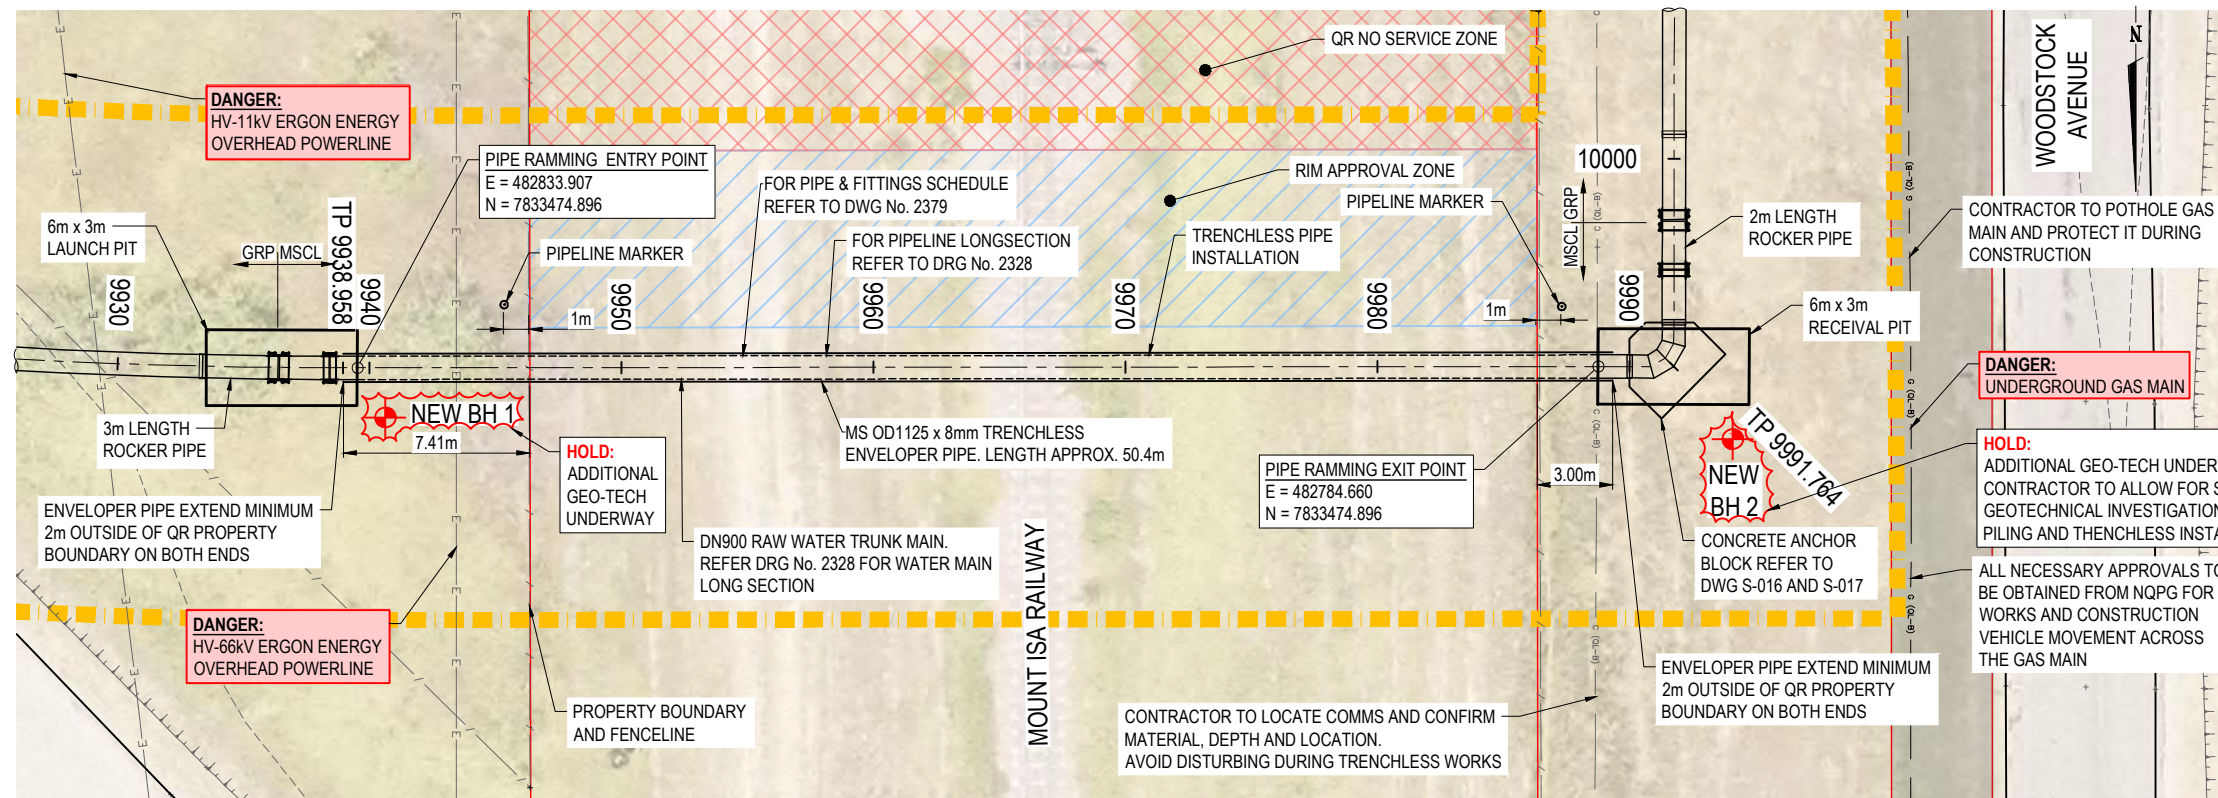 QR NO SERVICE ZONE
WOODSTOCK
AVENUE
N
DANGER:
HV-11kV ERGON ENERGY
OVERHEAD POWERLINE
PIPE RAMMING ENTRY POINT
E = 482833.907
N = 7833474.896
FOR PIPE & FITTINGS SCHEDULE
REFER TO DWG No. 2379
RIM APPROVAL ZONE
PIPELINE MARKER
10000
MSCL GRP
2m LENGTH
ROCKER PIPE
CONTRACTOR TO POTHOLE GAS
MAIN AND PROTECT IT DURING
CONSTRUCTION
6m x 3m
LAUNCH PIT
GRP MSCL
TP 9938.958
PIPELINE MARKER
FOR PIPELINE LONGSECTION
REFER TO DRG No. 2328
TRENCHLESS PIPE
INSTALLATION
9930
9940
1m
9950
9960
9970
9980
1m
9990
6m x 3m
RECEIVAL PIT
DANGER:
UNDERGROUND GAS MAIN
3m LENGTH
ROCKER PIPE
NEW BH 1
7.41m
HOLD:
ADDITIONAL
GEO-TECH
UNDERWAY
MS OD1125 x 8mm TRENCHLESS
ENVELOPER PIPE. LENGTH APPROX. 50.4m
PIPE RAMMING EXIT POINT
E = 482784.660
N = 7833474.896
3.00m
NEW
BH 2
TP 9991.764
HOLD:
ADDITIONAL GEO-TECH UNDER
CONTRACTOR TO ALLOW FOR S
GEOTECHNICAL INVESTIGATION
PILING AND THENCHLESS INSTA
ENVELOPER PIPE EXTEND MINIMUM
2m OUTSIDE OF QR PROPERTY
BOUNDARY ON BOTH ENDS
DN900 RAW WATER TRUNK MAIN.
REFER DRG No. 2328 FOR WATER MAIN
LONG SECTION
MOUNT ISA RAILWAY
CONCRETE ANCHOR
BLOCK REFER TO
DWG S-016 AND S-017
ALL NECESSARY APPROVALS TO
BE OBTAINED FROM NQPG FOR
WORKS AND CONSTRUCTION
VEHICLE MOVEMENT ACROSS
THE GAS MAIN
DANGER:
HV-66kV ERGON ENERGY
OVERHEAD POWERLINE
PROPERTY BOUNDARY
AND FENCELINE
CONTRACTOR TO LOCATE COMMS AND CONFIRM
MATERIAL, DEPTH AND LOCATION.
AVOID DISTURBING DURING TRENCHLESS WORKS
ENVELOPER PIPE EXTEND MINIMUM
2m OUTSIDE OF QR PROPERTY
BOUNDARY ON BOTH ENDS